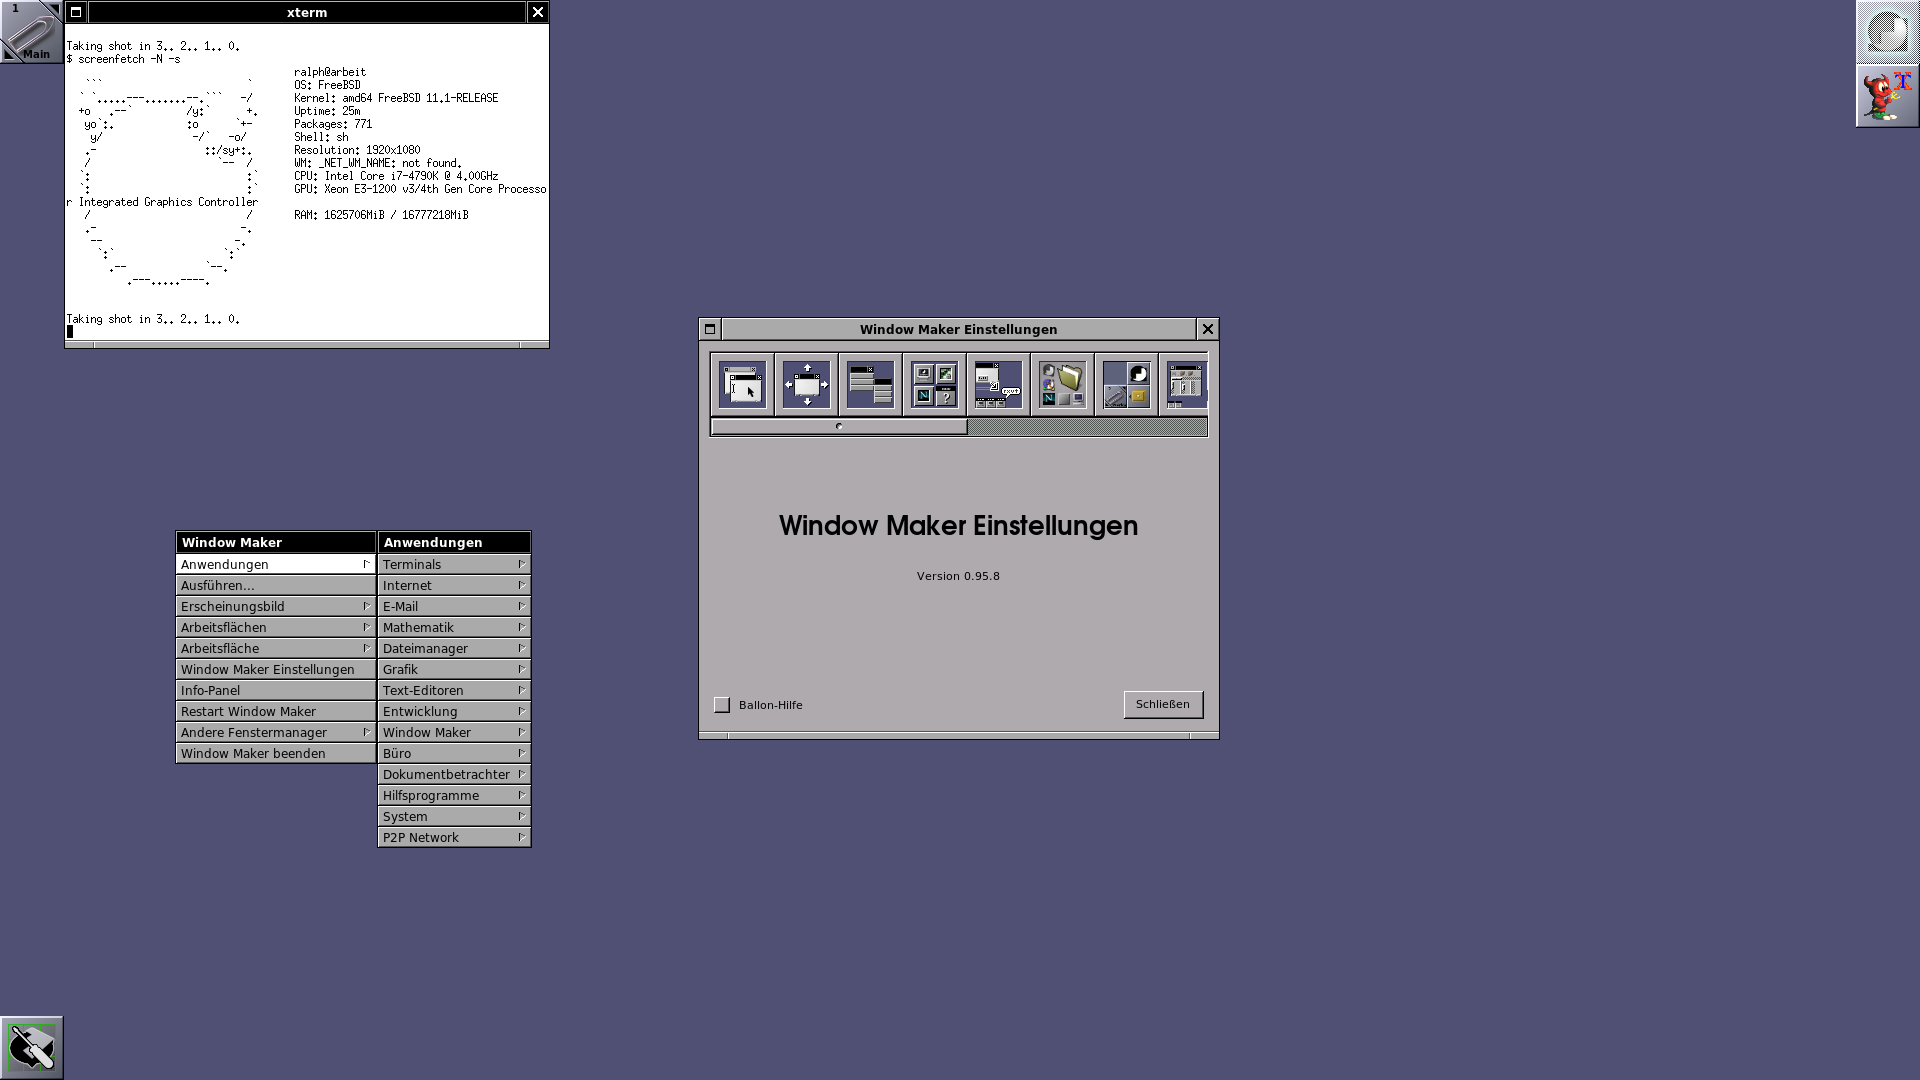 1
Main
xterm
Taking shot in 3.. 2.. 1.. 0.
$ screenfetch -N -s
ralph@arbeit
OS: FreeBSD
Kernel: amd64 FreeBSD 11.1-RELEASE
Uptime: 25m
Packages: 771
Shell: sh
Resolution: 1920x1080
WM: _NET_WM_NAME: not found.
CPU: Intel Core i7-4790K @ 4.00GHz
GPU: Xeon E3-1200 v3/4th Gen Core Processo
r Integrated Graphics Controller
RAM: 1625706MiB / 16777218MiB
Taking shot in 3.. 2.. 1.. 0.
Window Maker Einstellungen
Window Maker Einstellungen
Version 0.95.8
Ballon-Hilfe
Schließen
Window Maker
Anwendungen
Ausführen...
Erscheinungsbild
Arbeitsflächen
Arbeitsfläche
Window Maker Einstellungen
Info-Panel
Restart Window Maker
Andere Fenstermanager
Window Maker beenden
Anwendungen
Terminals
Internet
E-Mail
Mathematik
Dateimanager
Grafik
Text-Editoren
Entwicklung
Window Maker
Büro
Dokumentbetrachter
Hilfsprogramme
System
P2P Network
X